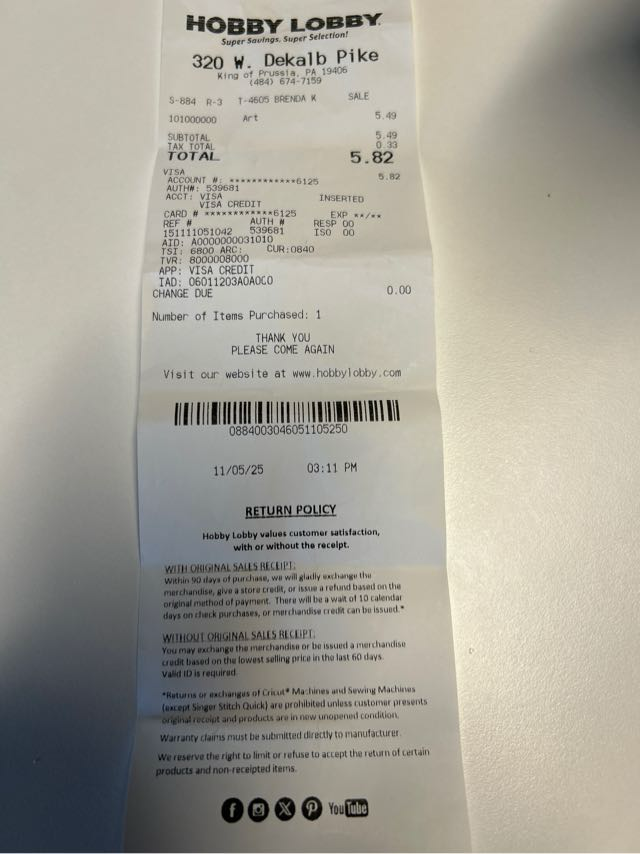 HOBBY LOBBY
Super Savings, Super Selection!
320 W. Dekalb Pike
King of Prussia, PA 19406
(484) 674-7159
S-884 R-3 T-4605 BRENDA K SALE
101000000 Art 5.49
SUBTOTAL 5.49
TAX TOTAL 0.33
TOTAL 5.82
VISA 5.82
ACCOUNT #: ************6125
AUTH#: 539681
ACCT: VISA INSERTED
VISA CREDIT
CARD # ************6125 EXP **/**
REF # AUTH # RESP 00
151111051042 539681 ISO 00
AID: A0000000031010
TSI: 6800 ARC: CUR:0840
TVR: 8000008000
APP: VISA CREDIT
IAD: 06011203A0A0C0
CHANGE DUE 0.00
Number of Items Purchased: 1
THANK YOU
PLEASE COME AGAIN
Visit our website at www.hobbylobby.com
0884003046051105250
11/05/25 03:11 PM
RETURN POLICY
Hobby Lobby values customer satisfaction,
with or without the receipt.
WITH ORIGINAL SALES RECEIPT:
Within 90 days of purchase, we will gladly exchange the
merchandise, give a store credit, or issue a refund based on the
original method of payment. There will be a wait of 10 calendar
days on check purchases, or merchandise credit can be issued.*
WITHOUT ORIGINAL SALES RECEIPT:
You may exchange the merchandise or be issued a merchandise
credit based on the lowest selling price in the last 60 days.
Valid ID is required.
*Returns or exchanges of Cricut® Machines and Sewing Machines
(except Singer Stitch Quick) are prohibited unless customer presents
original receipt and products are in new unopened condition.
Warranty claims must be submitted directly to manufacturer.
We reserve the right to limit or refuse to accept the return of certain
products and non-receipted items.
YouTube